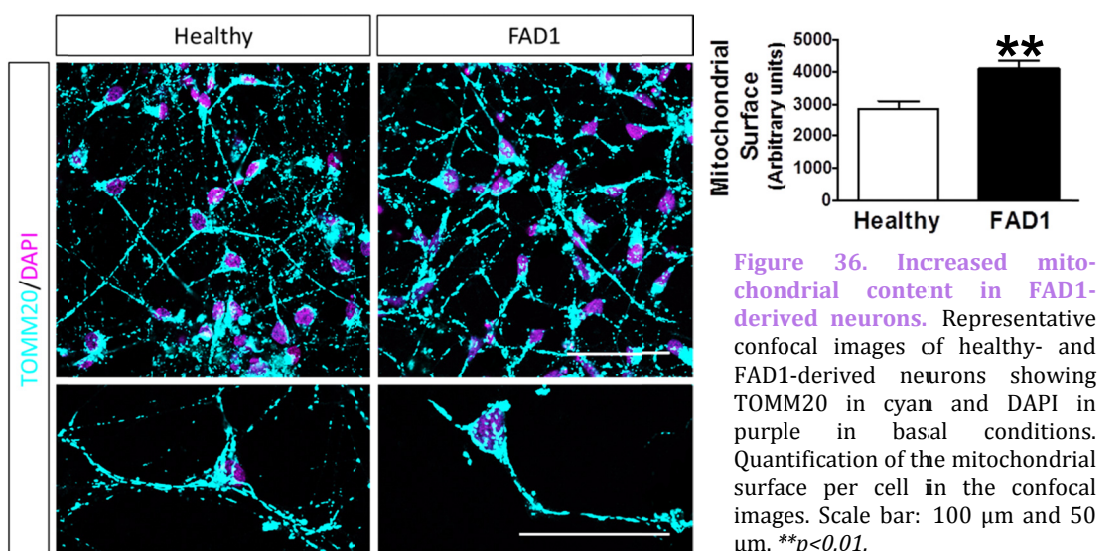 Healthy
FAD1
TOMM20/DAPI
Mitochondrial
Surface
(Arbitrary units)
5000
4000
3000
2000
1000
0
**
Healthy
FAD1
Figure 36. Increased mito-
chondrial content in FAD1-
derived neurons. Representative
confocal images of healthy- and
FAD1-derived neurons showing
TOMM20 in cyan and DAPI in
purple in basal conditions.
Quantification of the mitochondrial
surface per cell in the confocal
images. Scale bar: 100 µm and 50
µm. **p<0.01.